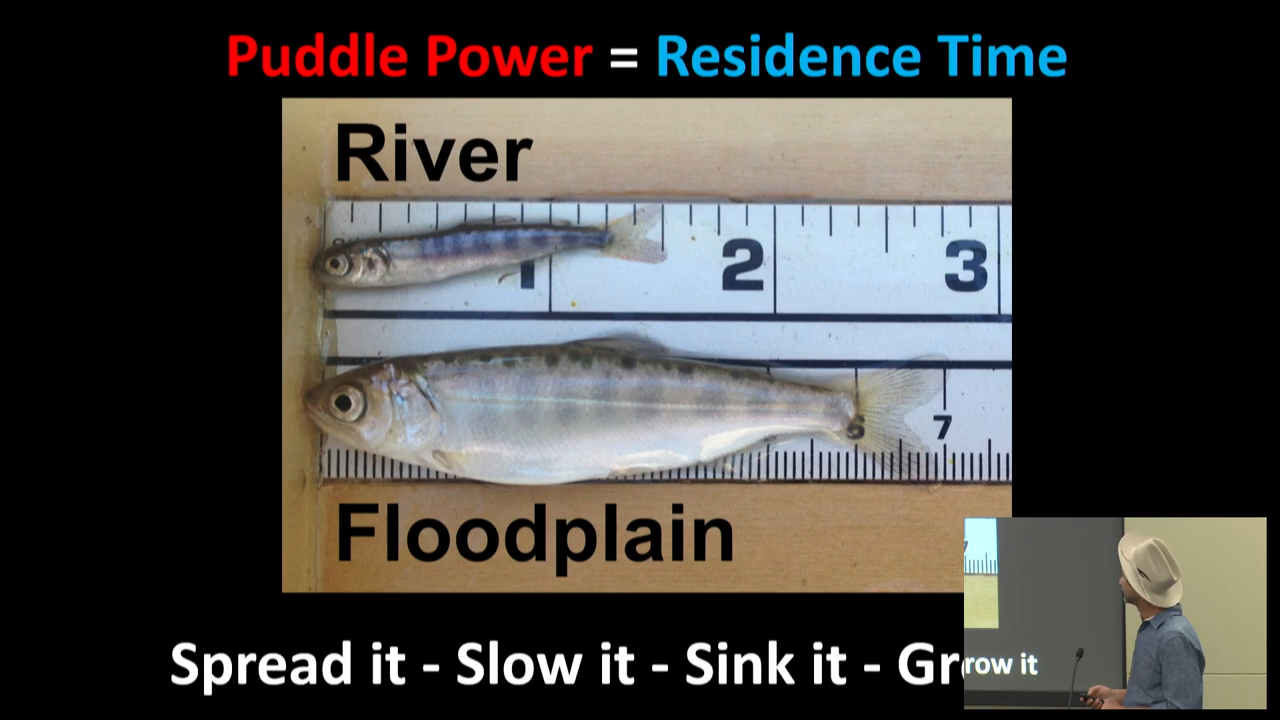 Puddle Power = Residence Time
River
1 2 3
6 7
Floodplain
Spread it - Slow it - Sink it - Gr
row it